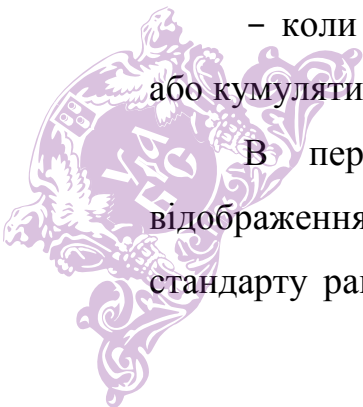 – коли
або кумуляти
В пер
відображення
стандарту ра